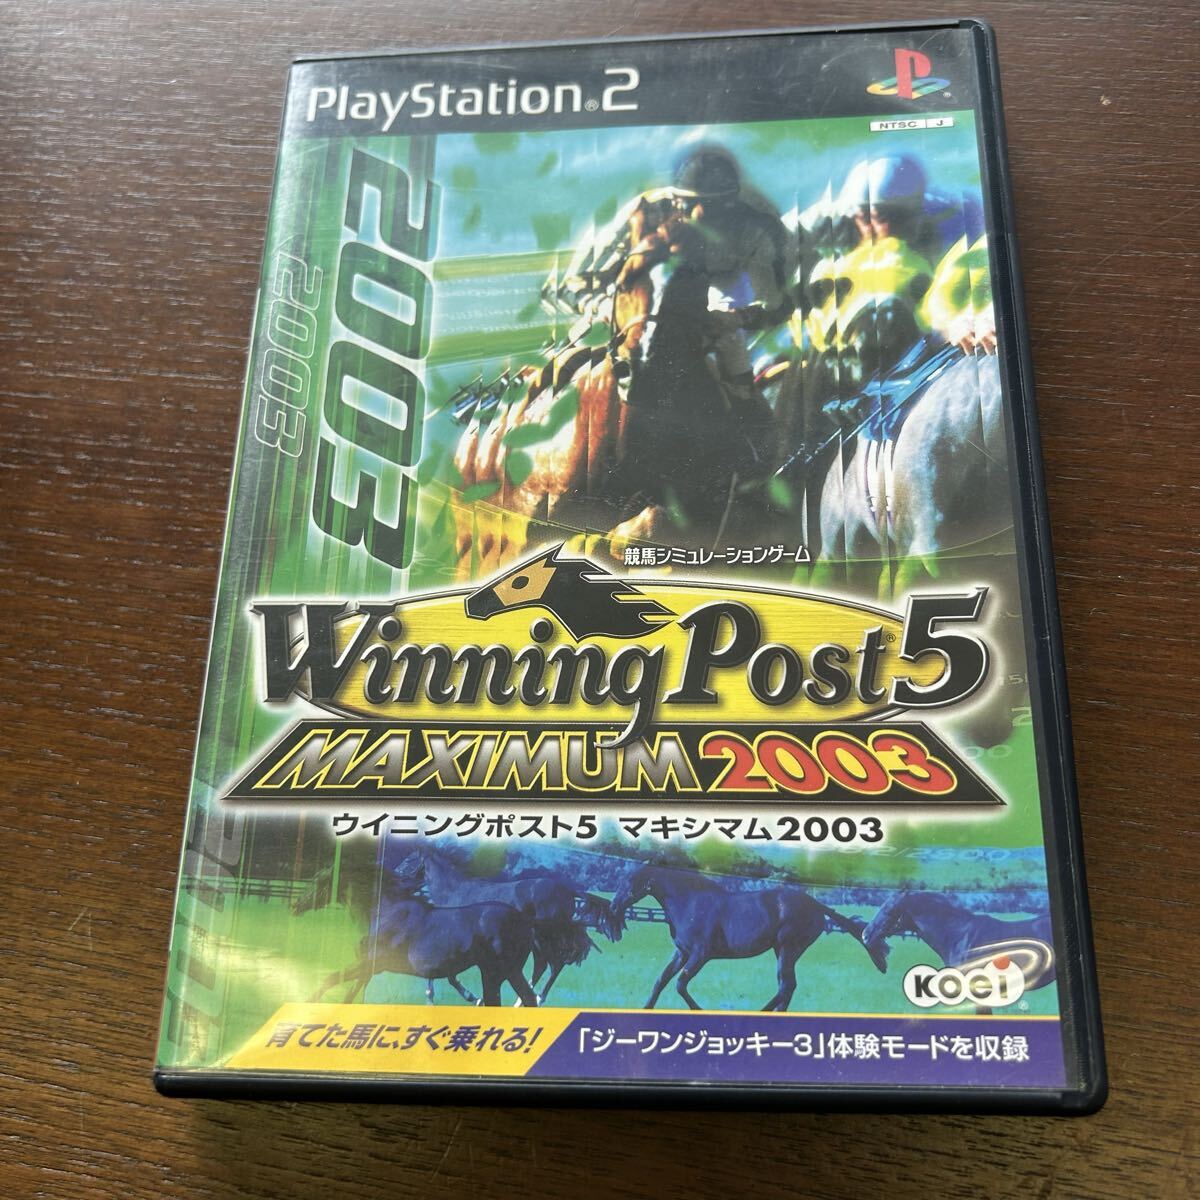 PlayStation®2
NTSC J
2003
2003
競馬シミュレーションゲーム
Winning Post® 5
MAXIMUM 2003
ウイニングポスト5 マキシマム2003
KOEI®
育てた馬に、すぐ乗れる!
「ジーワンジョッキー3」体験モードを収録